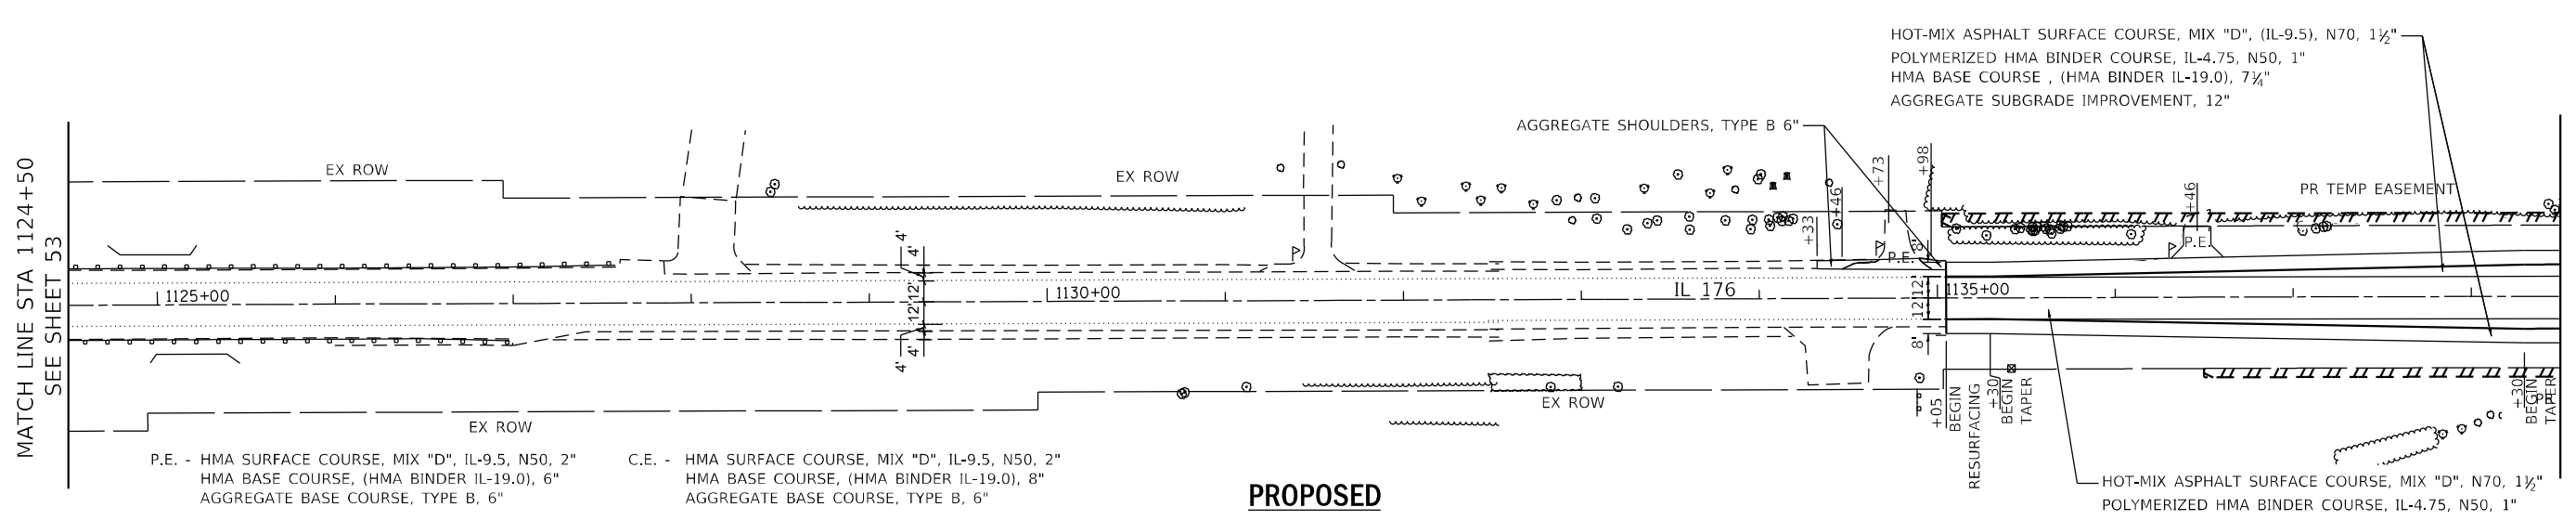 HOT-MIX ASPHALT SURFACE COURSE, MIX "D", (IL-9.5), N70, 1½"
POLYMERIZED HMA BINDER COURSE, IL-4.75, N50, 1"
HMA BASE COURSE , (HMA BINDER IL-19.0), 7¼"
AGGREGATE SUBGRADE IMPROVEMENT, 12"
AGGREGATE SHOULDERS, TYPE B 6"
MATCH LINE STA 1124+50
SEE SHEET 53
EX ROW
EX ROW
+73
+98
+46
+33
+46
PR TEMP EASEMENT
P.E.
P.E.
8'
4'
4'
12'
12'
4'
4'
12'
12'
8'
1125+00
1130+00
IL 176
1135+00
EX ROW
EX ROW
+05
BEGIN
RESURFACING
+30
BEGIN
TAPER
+30
BEGIN
TAPER
PR
P.E. - HMA SURFACE COURSE, MIX "D", IL-9.5, N50, 2"
HMA BASE COURSE, (HMA BINDER IL-19.0), 6"
AGGREGATE BASE COURSE, TYPE B, 6"
C.E. - HMA SURFACE COURSE, MIX "D", IL-9.5, N50, 2"
HMA BASE COURSE, (HMA BINDER IL-19.0), 8"
AGGREGATE BASE COURSE, TYPE B, 6"
PROPOSED
HOT-MIX ASPHALT SURFACE COURSE, MIX "D", N70, 1½"
POLYMERIZED HMA BINDER COURSE, IL-4.75, N50, 1"